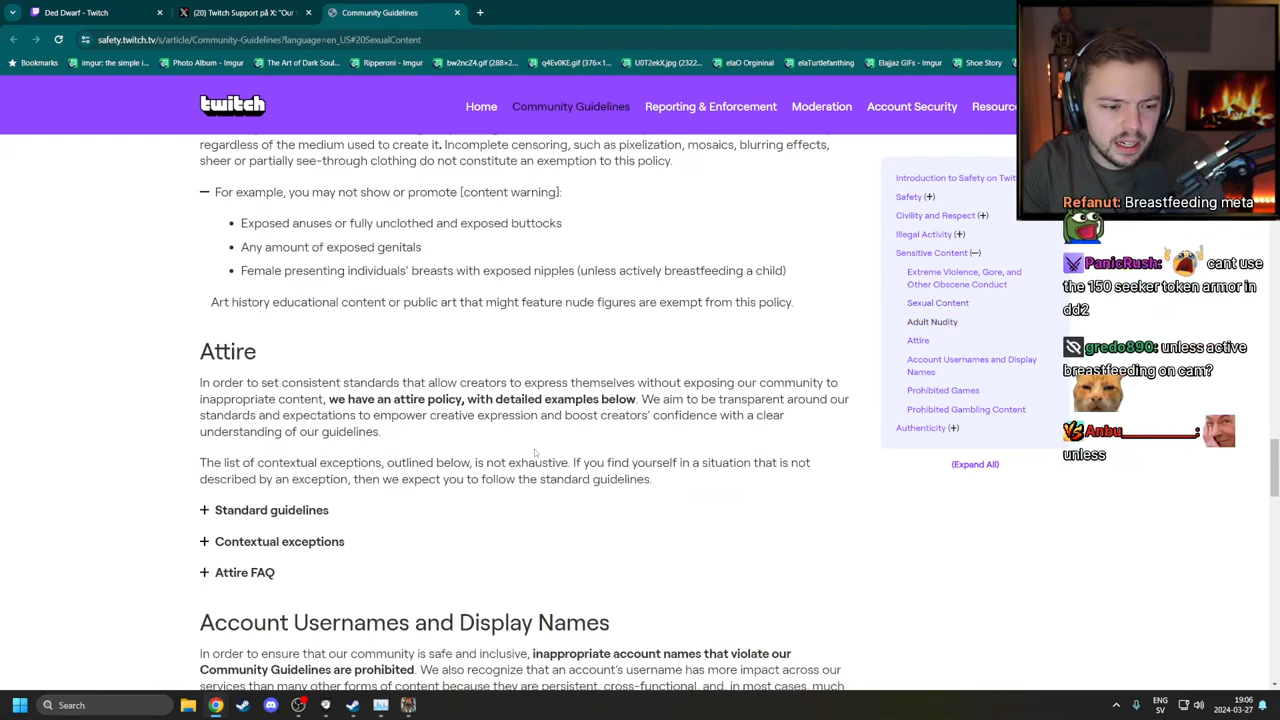 Ded Dwarf - Twitch
(20) Twitch Support på X: "Our
Community Guidelines
safety.twitch.tv/s/article/Community-Guidelines?language=en_US#20SexualContent
Bookmarks
imgur: the simple i...
Photo Album - Imgur
The Art of Dark Soul...
Ripperoni - Imgur
bw2ncZ4.gif (288×2...
q4Ev0KE.gif (376×1...
U0T2ekX.jpg (2322...
elaO Orgininal
elaTurtlefanthing
Elajjaz GIFs - Imgur
Shoe Story
twitch
Home
Community Guidelines
Reporting & Enforcement
Moderation
Account Security
Resourc
regardless of the medium used to create it. Incomplete censoring, such as pixelization, mosaics, blurring effects,
sheer or partially see-through clothing do not constitute an exemption to this policy.
For example, you may not show or promote [content warning]:
Exposed anuses or fully unclothed and exposed buttocks
Any amount of exposed genitals
Female presenting individuals' breasts with exposed nipples (unless actively breastfeeding a child)
Art history educational content or public art that might feature nude figures are exempt from this policy.
Attire
In order to set consistent standards that allow creators to express themselves without exposing our community to
inappropriate content, we have an attire policy, with detailed examples below. We aim to be transparent around our
standards and expectations to empower creative expression and boost creators' confidence with a clear
understanding of our guidelines.
The list of contextual exceptions, outlined below, is not exhaustive. If you find yourself in a situation that is not
described by an exception, then we expect you to follow the standard guidelines.
+ Standard guidelines
+ Contextual exceptions
+ Attire FAQ
Account Usernames and Display Names
In order to ensure that our community is safe and inclusive, inappropriate account names that violate our
Community Guidelines are prohibited. We also recognize that an account's username has more impact across our
services than many other forms of content because they are persistent, cross-functional, and, in most cases, much
Introduction to Safety on Twit
Safety (+)
Civility and Respect (+)
Illegal Activity (+)
Sensitive Content (—)
Extreme Violence, Gore, and
Other Obscene Conduct
Sexual Content
Adult Nudity
Attire
Account Usernames and Display
Names
Prohibited Games
Prohibited Gambling Content
Authenticity (+)
(Expand All)
Refanut: Breastfeeding meta
PanicRush: cant use
the 150 seeker token armor in
dd2
gredo890: unless active
breastfeeding on cam?
VS Anbu__________:
unless
Search
ENG
SV
19:06
2024-03-27